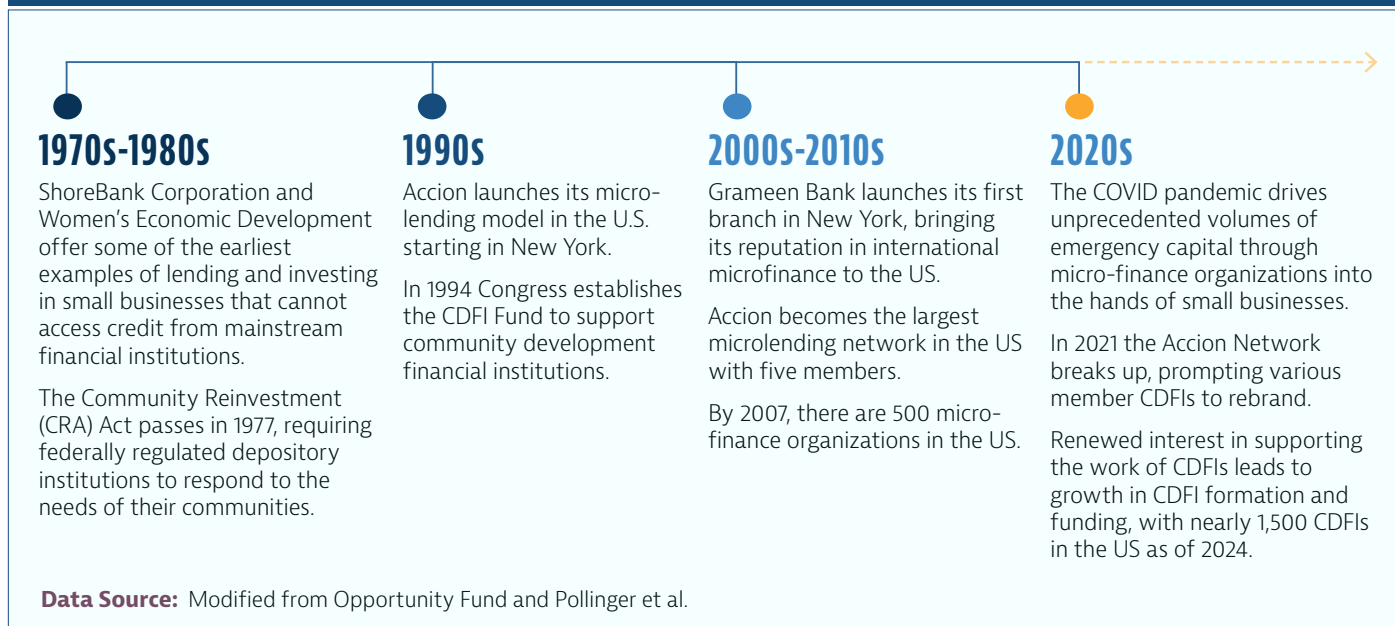 1970s-1980s
ShoreBank Corporation and
Women's Economic Development
offer some of the earliest
examples of lending and investing
in small businesses that cannot
access credit from mainstream
financial institutions.
The Community Reinvestment
(CRA) Act passes in 1977, requiring
federally regulated depository
institutions to respond to the
needs of their communities.
1990s
Accion launches its micro-
lending model in the U.S.
starting in New York.
In 1994 Congress establishes
the CDFI Fund to support
community development
financial institutions.
2000s-2010s
Grameen Bank launches its first
branch in New York, bringing
its reputation in international
microfinance to the US.
Accion becomes the largest
microlending network in the US
with five members.
By 2007, there are 500 micro-
finance organizations in the US.
2020s
The COVID pandemic drives
unprecedented volumes of
emergency capital through
micro-finance organizations into
the hands of small businesses.
In 2021 the Accion Network
breaks up, prompting various
member CDFIs to rebrand.
Renewed interest in supporting
the work of CDFIs leads to
growth in CDFI formation and
funding, with nearly 1,500 CDFIs
in the US as of 2024.
Data Source: Modified from Opportunity Fund and Pollinger et al.